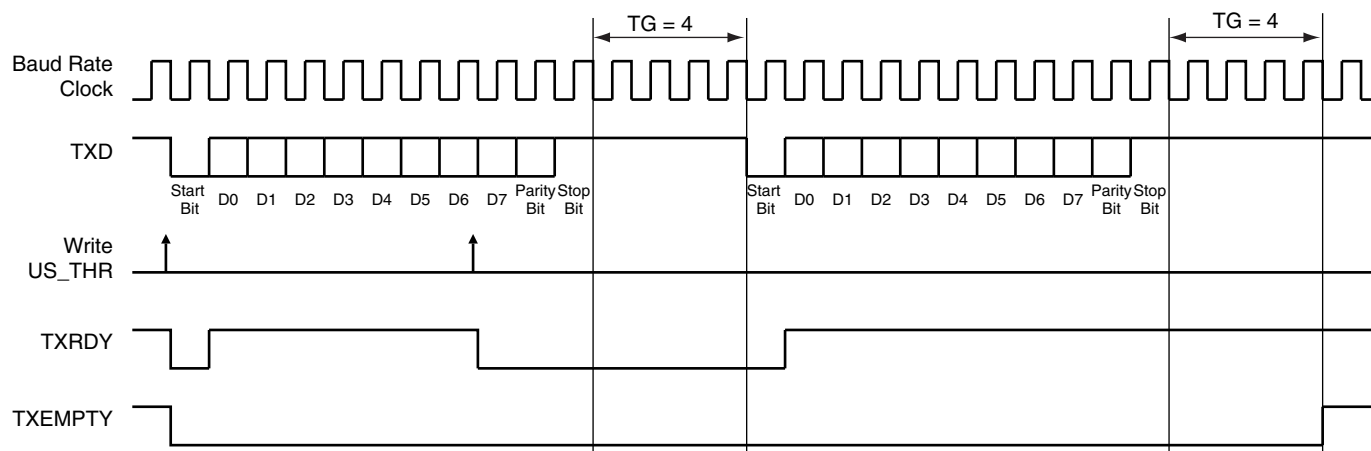 TG = 4
TG = 4
Baud Rate
Clock
TXD
Start
Bit
D0
D1
D2
D3
D4
D5
D6
D7
Parity
Bit
Stop
Bit
Start
Bit
D0
D1
D2
D3
D4
D5
D6
D7
Parity
Bit
Stop
Bit
Write
US_THR
TXRDY
TXEMPTY